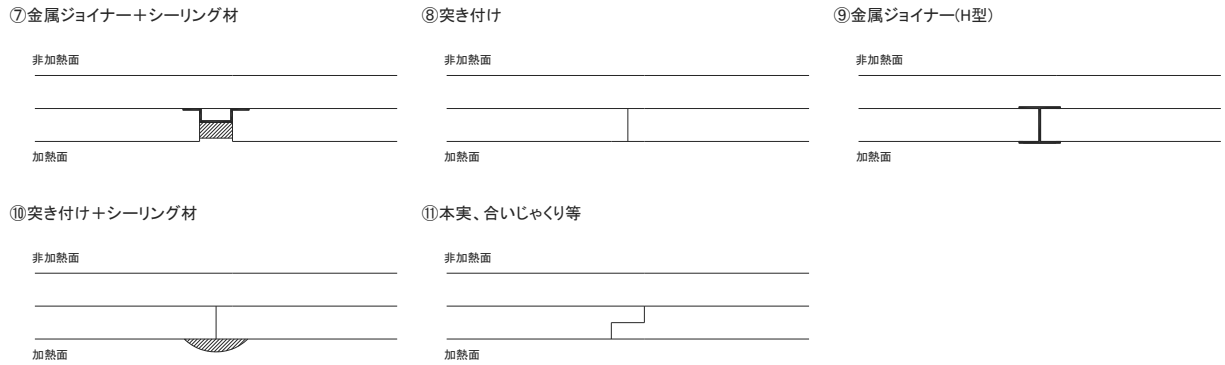 ⑦金属ジョイナー＋シーリング材
⑧突き付け
⑨金属ジョイナー(H型)
非加熱面
非加熱面
非加熱面
加熱面
加熱面
加熱面
⑩突き付け＋シーリング材
⑪本実、合いじゃくり等
非加熱面
非加熱面
加熱面
加熱面